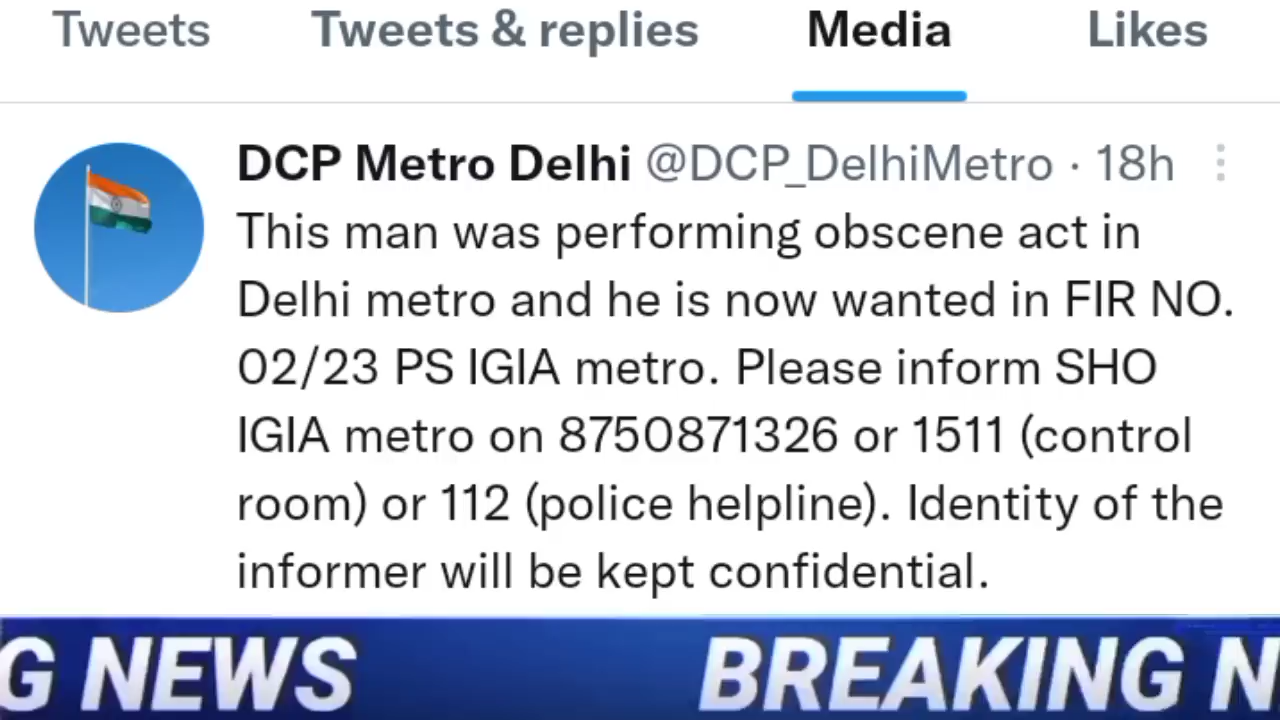 Tweets Tweets & replies Media Likes
DCP Metro Delhi @DCP_DelhiMetro · 18h
This man was performing obscene act in
Delhi metro and he is now wanted in FIR NO.
02/23 PS IGIA metro. Please inform SHO
IGIA metro on 8750871326 or 1511 (control
room) or 112 (police helpline). Identity of the
informer will be kept confidential.
G NEWS BREAKING N